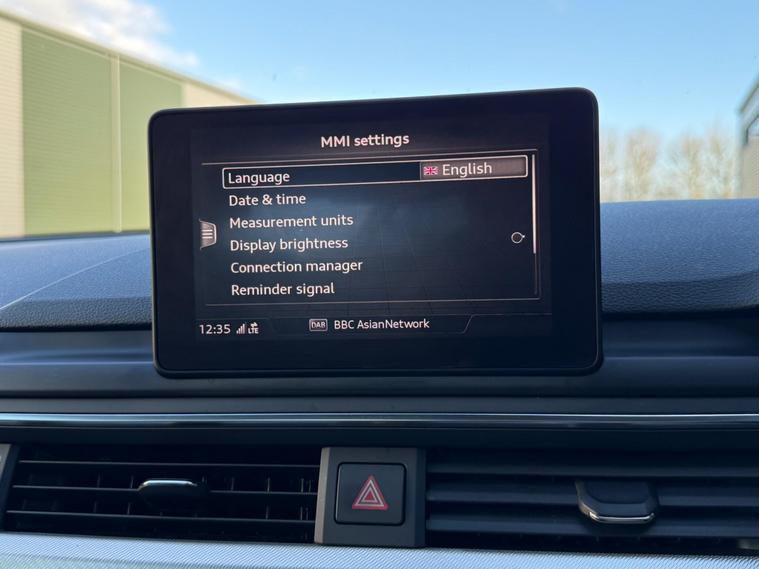 MMI settings
Language English
Date & time
Measurement units
Display brightness
Connection manager
Reminder signal
12:35 LTE DAB BBC AsianNetwork